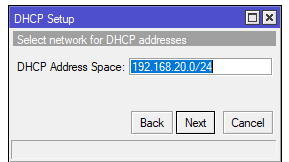 DHCP Setup
Select network for DHCP addresses
DHCP Address Space: 192.168.20.0/24
Back Next Cancel